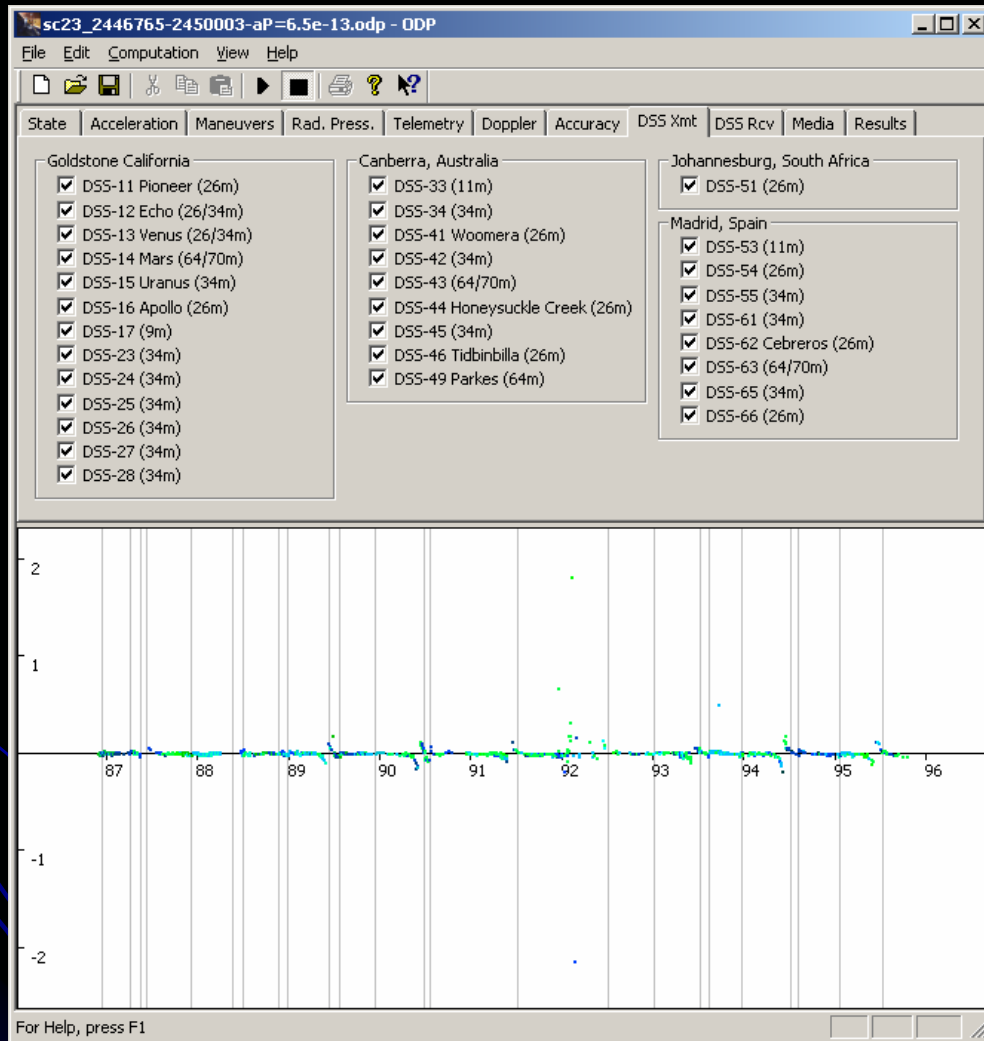 sc23_2446765-2450003-aP=6.5e-13.odp - ODP
File Edit Computation View Help
State Acceleration Maneuvers Rad. Press. Telemetry Doppler Accuracy DSS Xmt DSS Rcv Media Results
Goldstone California
DSS-11 Pioneer (26m)
DSS-12 Echo (26/34m)
DSS-13 Venus (26/34m)
DSS-14 Mars (64/70m)
DSS-15 Uranus (34m)
DSS-16 Apollo (26m)
DSS-17 (9m)
DSS-23 (34m)
DSS-24 (34m)
DSS-25 (34m)
DSS-26 (34m)
DSS-27 (34m)
DSS-28 (34m)
Canberra, Australia
DSS-33 (11m)
DSS-34 (34m)
DSS-41 Woomera (26m)
DSS-42 (34m)
DSS-43 (64/70m)
DSS-44 Honeysuckle Creek (26m)
DSS-45 (34m)
DSS-46 Tidbinbilla (26m)
DSS-49 Parkes (64m)
Johannesburg, South Africa
DSS-51 (26m)
Madrid, Spain
DSS-53 (11m)
DSS-54 (26m)
DSS-55 (34m)
DSS-61 (34m)
DSS-62 Cebreros (26m)
DSS-63 (64/70m)
DSS-65 (34m)
DSS-66 (26m)
2
1
87 88 89 90 91 92 93 94 95 96
-1
-2
For Help, press F1